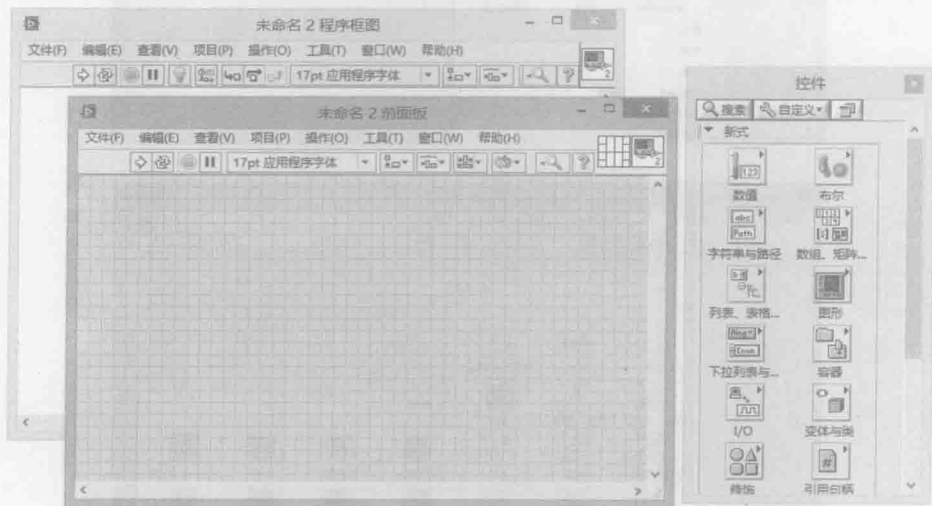 未命名 2 程序框图
文件(F) 编辑(E) 查看(V) 项目(P) 操作(O) 工具(T) 窗口(W) 帮助(H)
17pt 应用程序字体
2
未命名 2 前面板
文件(F) 编辑(E) 查看(V) 项目(P) 操作(O) 工具(T) 窗口(W) 帮助(H)
17pt 应用程序字体
2
控件
搜索 自定义
新式
数值 布尔
字符串与路径 数组、矩阵...
列表、表格... 图形
下拉列表与... 容器
I/O 变体与类
修饰 引用句柄